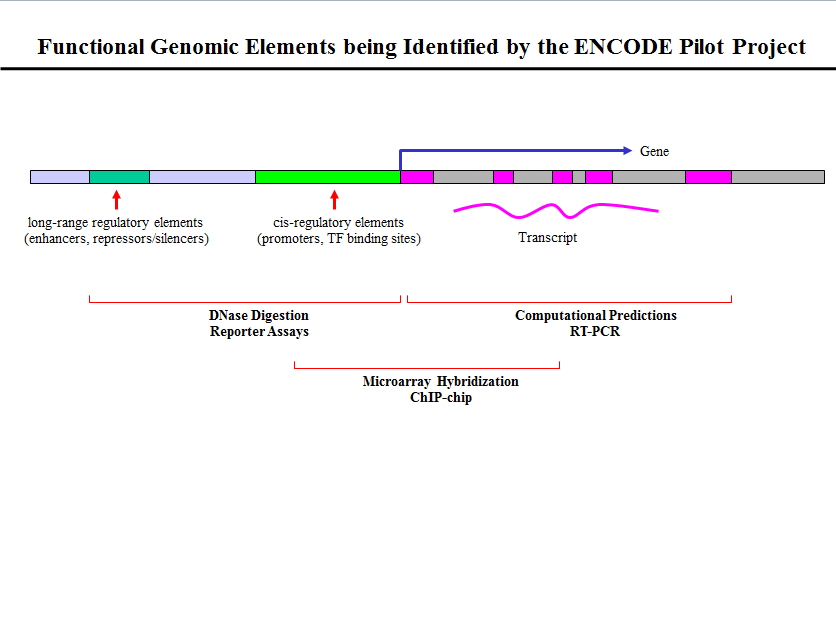 Functional Genomic Elements being Identified by the ENCODE Pilot Project
Gene
long-range regulatory elements
(enhancers, repressors/silencers)
cis-regulatory elements
(promoters, TF binding sites)
Transcript
DNase Digestion
Reporter Assays
Computational Predictions
RT-PCR
Microarray Hybridization
ChIP-chip